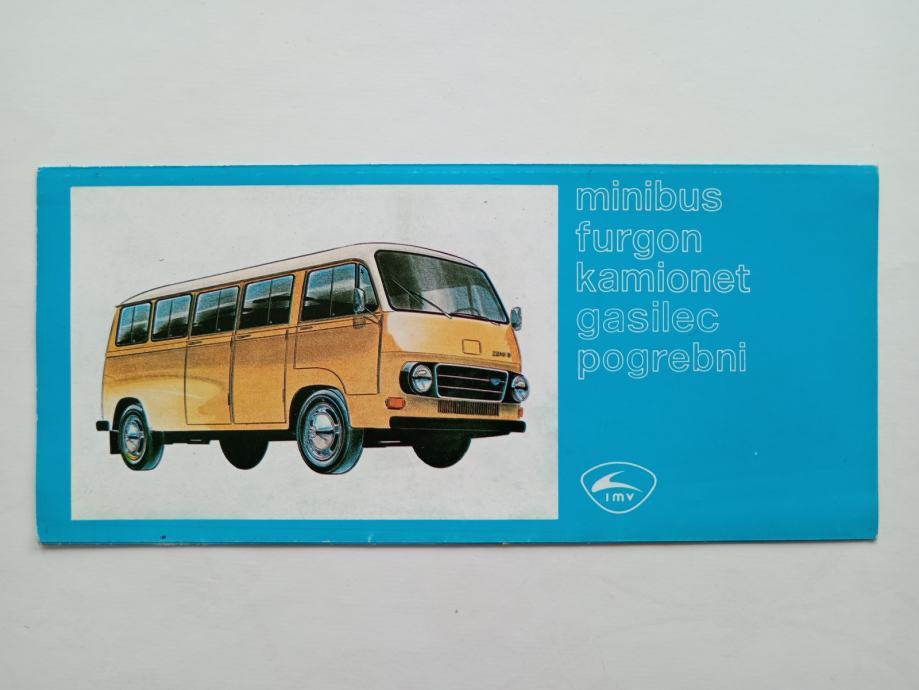 minibus
furgon
kamionet
gasilec
pogrebni
imv